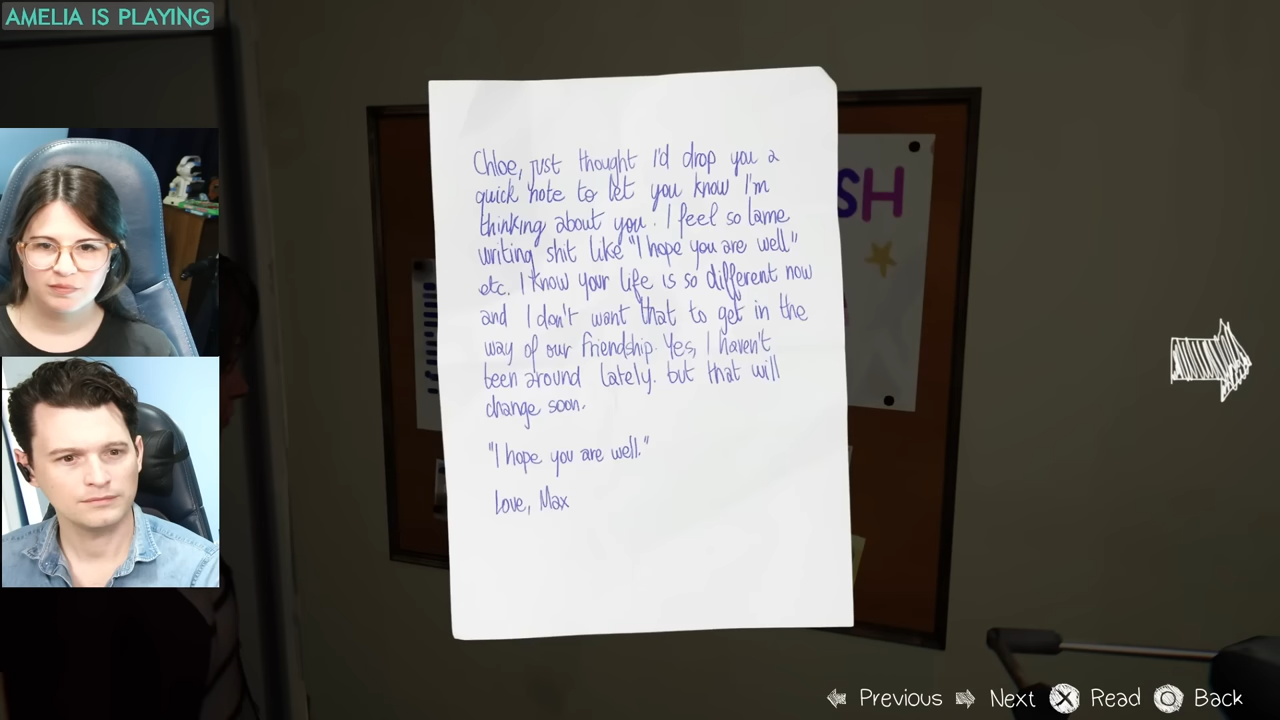 AMELIA IS PLAYING
SH
Chloe, just thought I'd drop you a
quick note to let you know I'm
thinking about you. I feel so lame
writing shit like "I hope you are well"
etc. I know your life is so different now
and I don't want that to get in the
way of our friendship. Yes, I haven't
been around lately. but that will
change soon.
"I hope you are well."
Love, Max
Previous Next Read Back